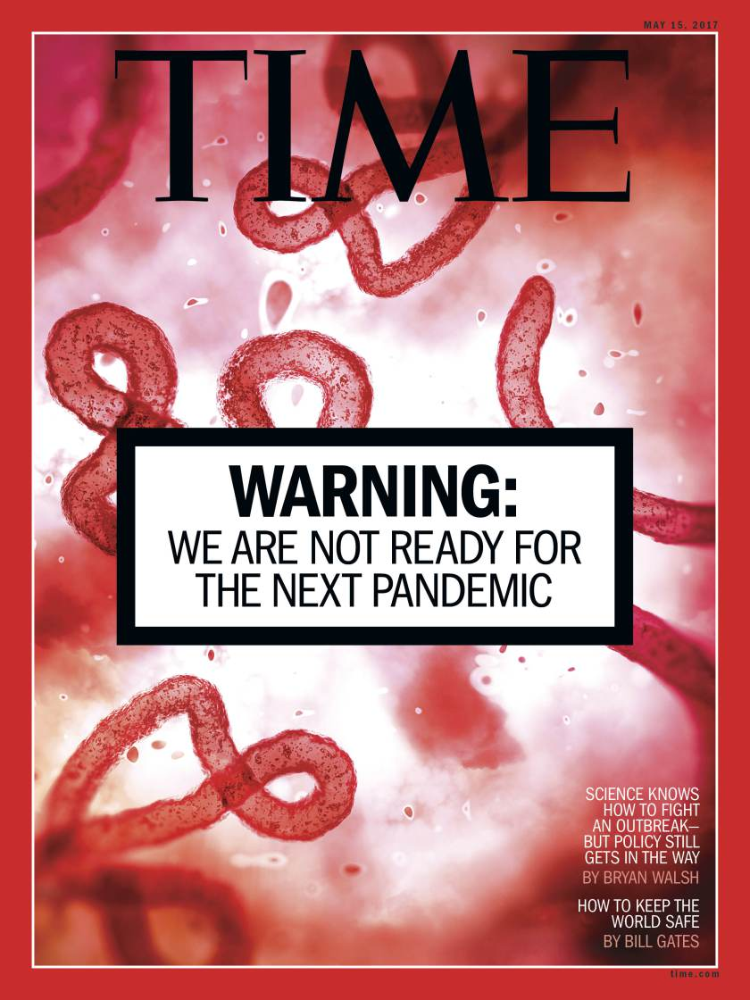 MAY 15, 2017
TIME
WARNING:
WE ARE NOT READY FOR
THE NEXT PANDEMIC
SCIENCE KNOWS
HOW TO FIGHT
AN OUTBREAK—
BUT POLICY STILL
GETS IN THE WAY
BY BRYAN WALSH
HOW TO KEEP THE
WORLD SAFE
BY BILL GATES
time.com